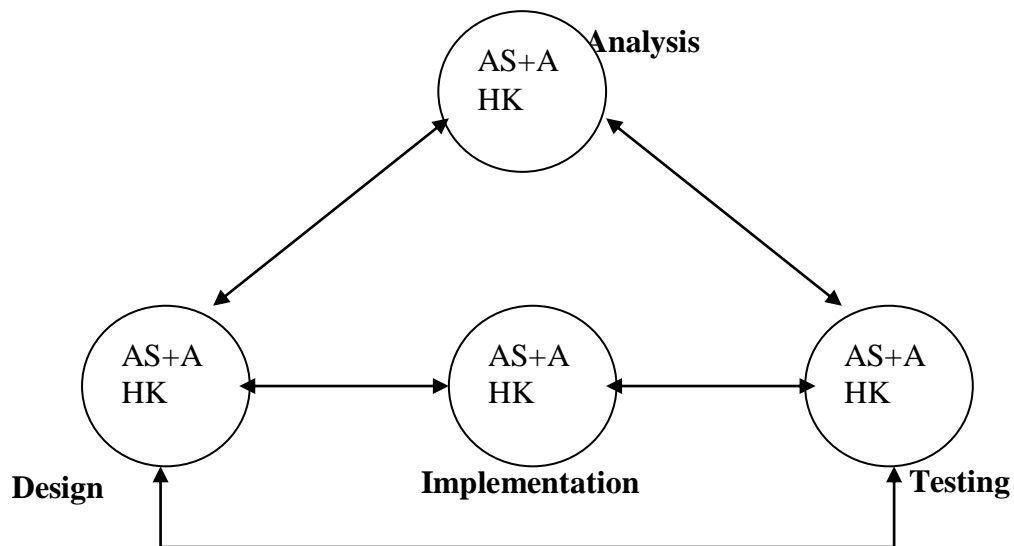 Analysis
AS+A
HK
AS+A
HK
AS+A
HK
AS+A
HK
Design
Implementation
Testing